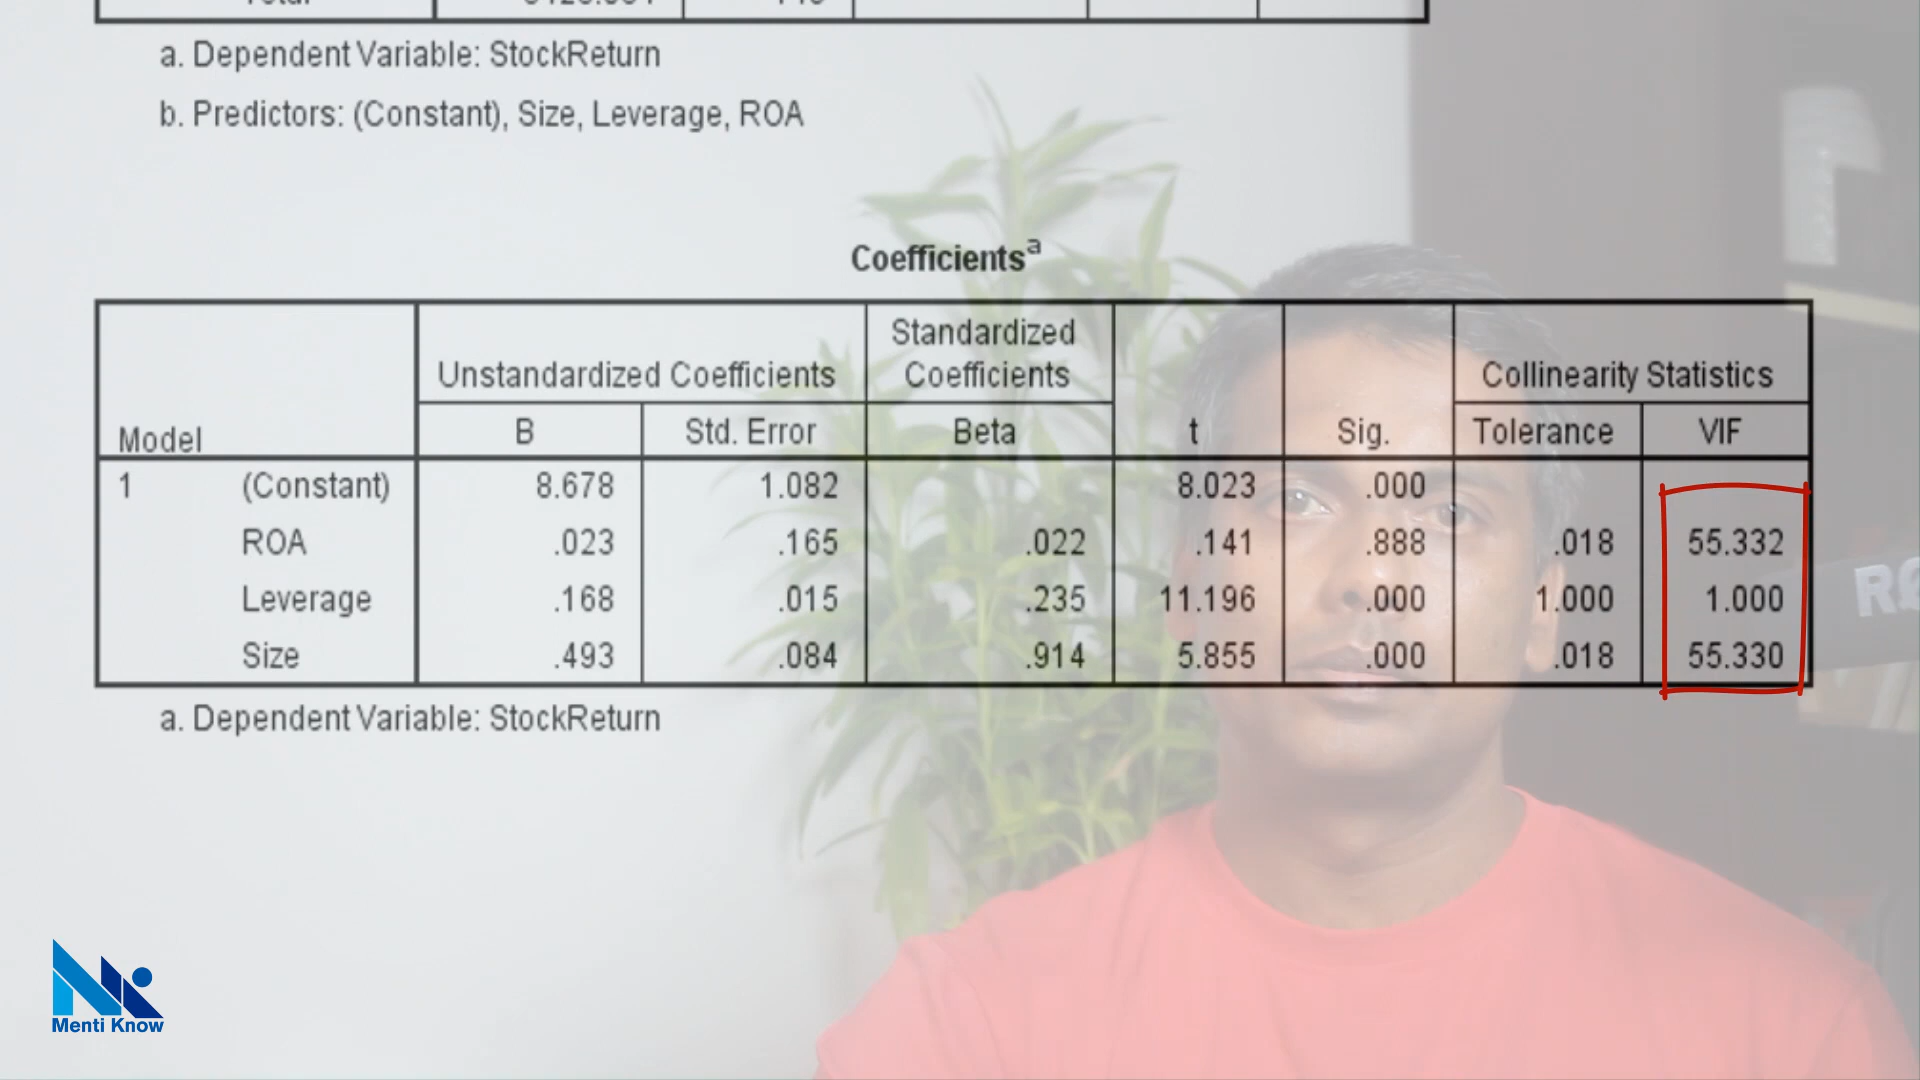 a. Dependent Variable: StockReturn
b. Predictors: (Constant), Size, Leverage, ROA
Coefficientsa
Model Unstandardized Coefficients Standardized Coefficients t Sig. Collinearity Statistics
B Std. Error Beta Tolerance VIF
1 (Constant) 8.678 1.082 8.023 .000
ROA .023 .165 .022 .141 .888 .018 55.332
Leverage .168 .015 .235 11.196 .000 1.000 1.000
Size .493 .084 .914 5.855 .000 .018 55.330
a. Dependent Variable: StockReturn
Menti Know